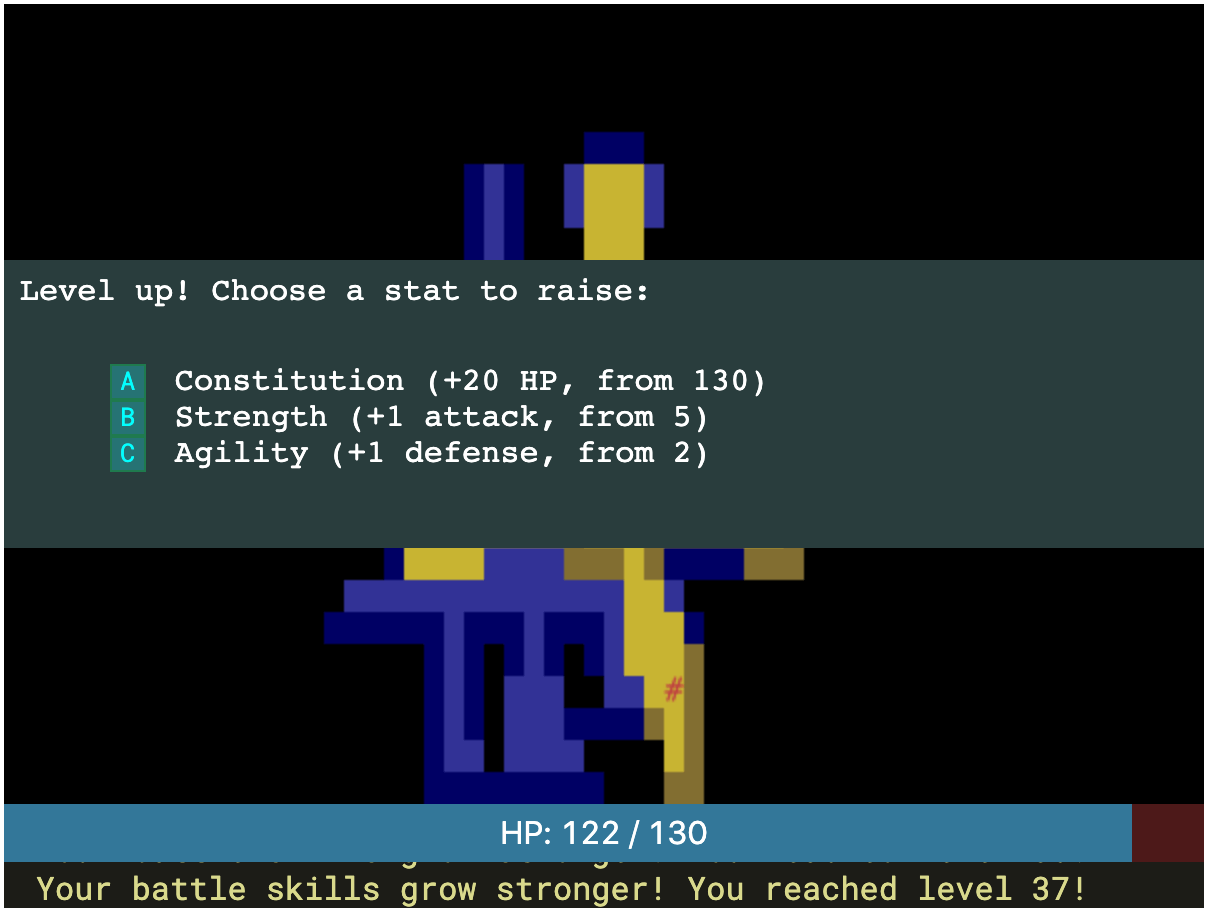 Level up! Choose a stat to raise:
A Constitution (+20 HP, from 130)
B Strength (+1 attack, from 5)
C Agility (+1 defense, from 2)
#
HP: 122 / 130
Your battle skills grow stronger! You reached level 37!